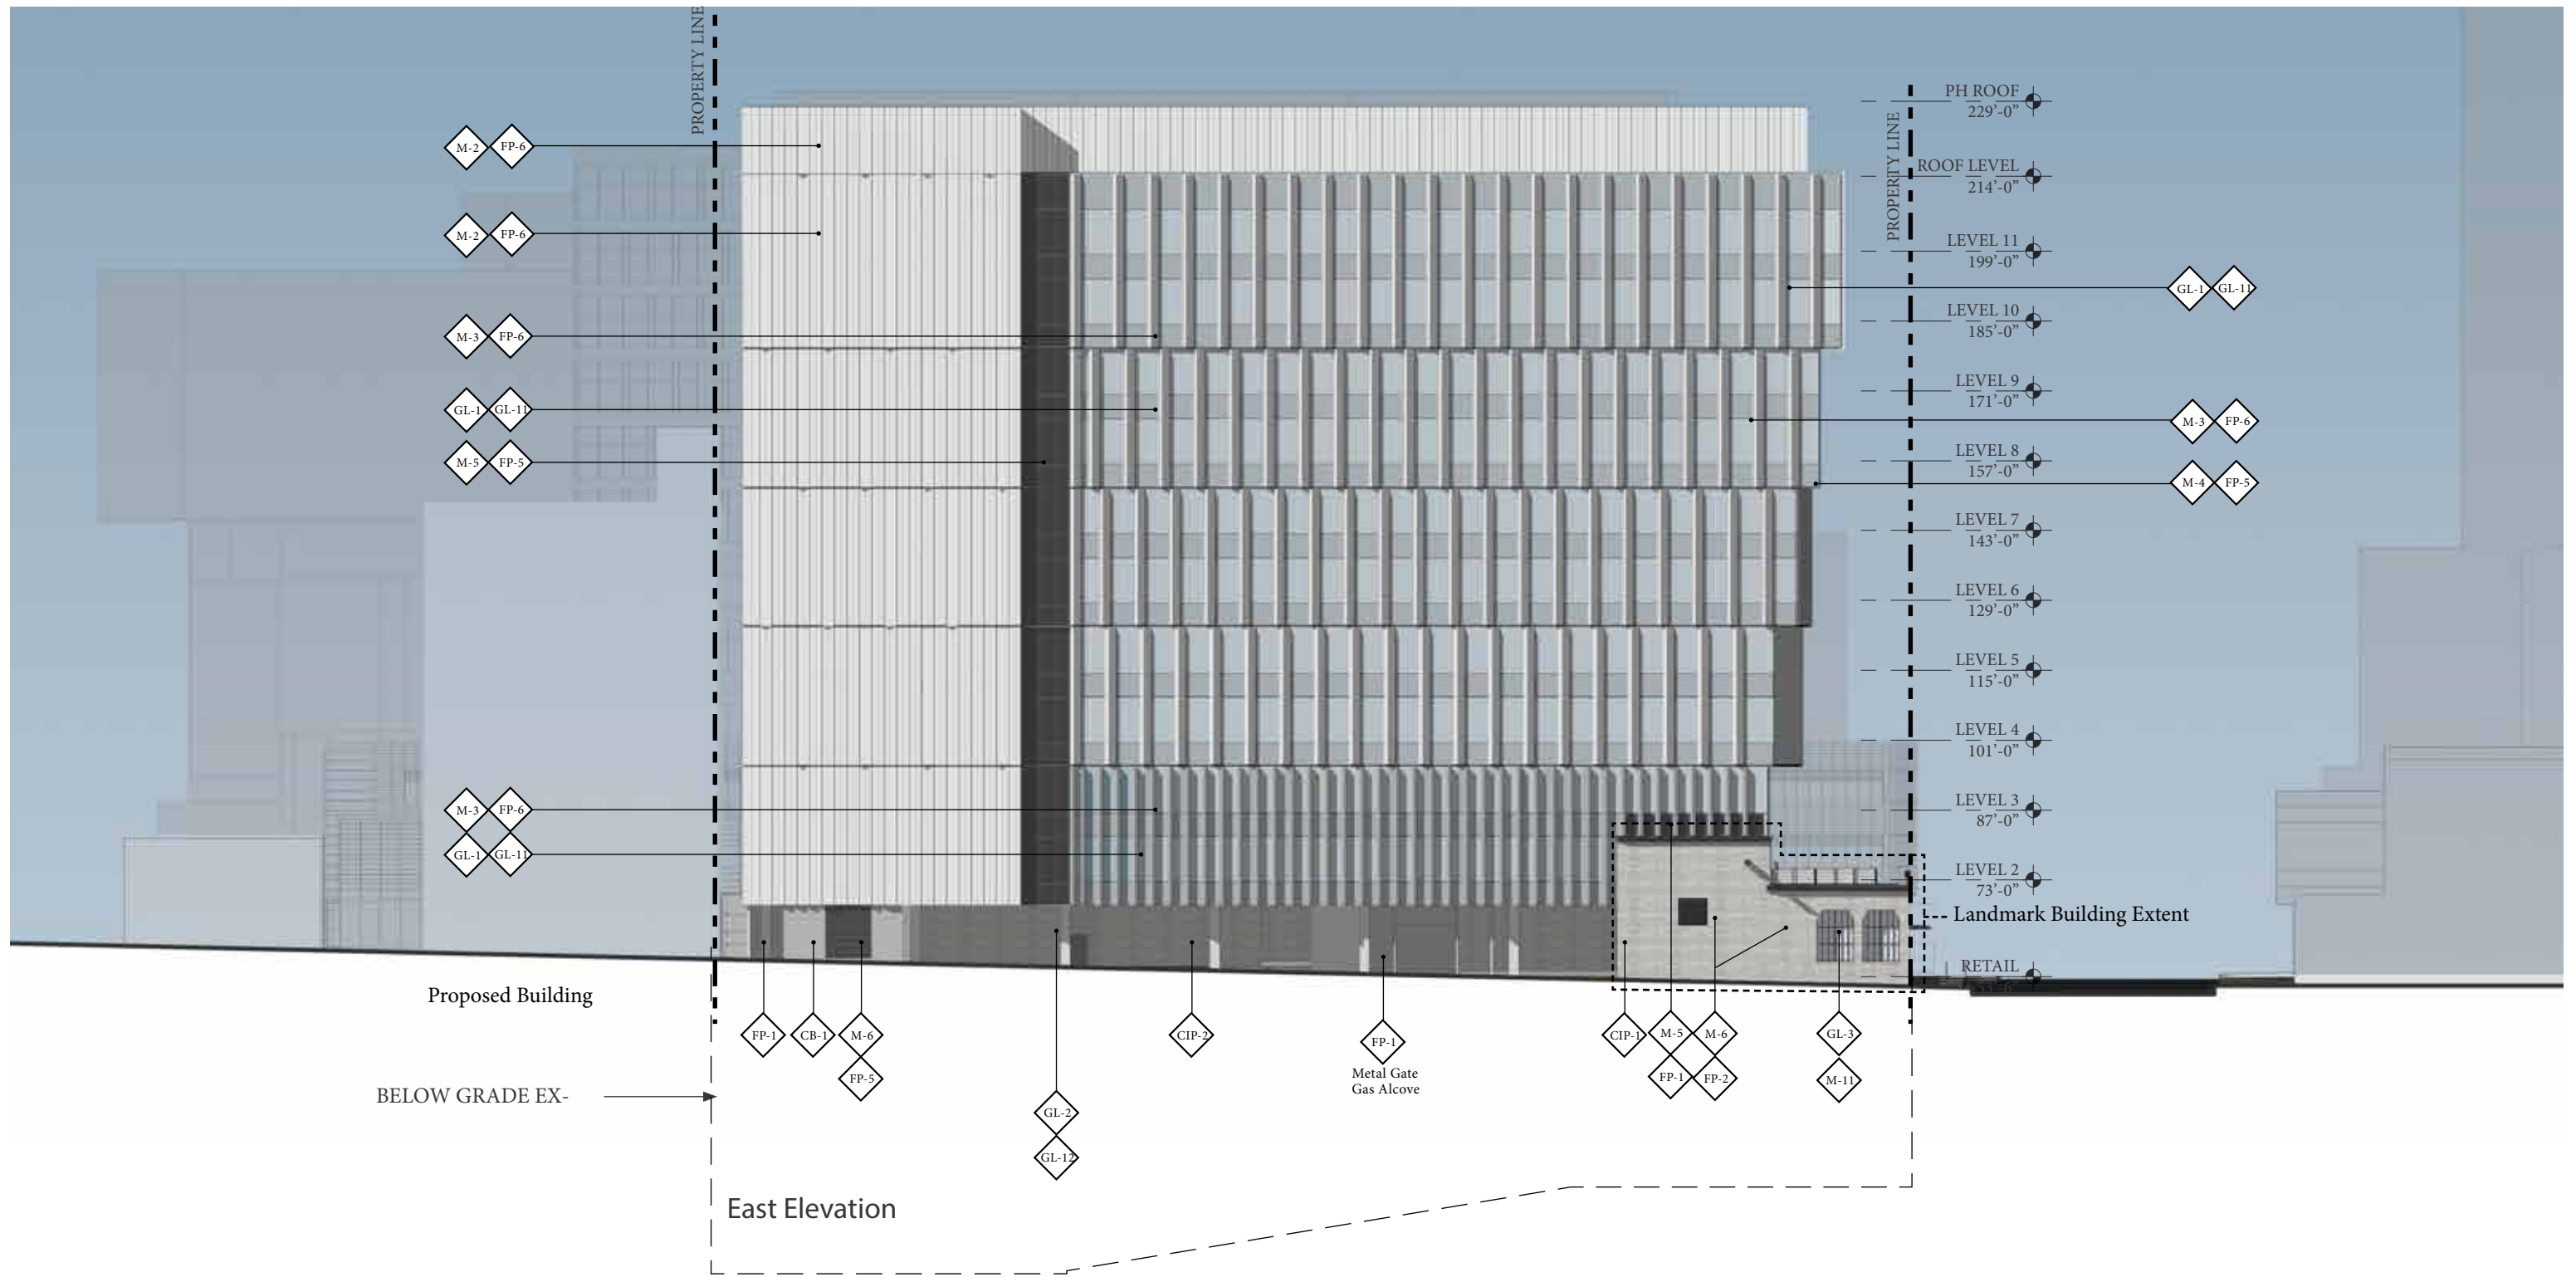 PROPERTY LINE
PROPERTY LINE
PH ROOF
229'-0"
ROOF LEVEL
214'-0"
LEVEL 11
199'-0"
LEVEL 10
185'-0"
LEVEL 9
171'-0"
LEVEL 8
157'-0"
LEVEL 7
143'-0"
LEVEL 6
129'-0"
LEVEL 5
115'-0"
LEVEL 4
101'-0"
LEVEL 3
87'-0"
LEVEL 2
73'-0"
RETAIL
53'-6"
M-2 FP-6
M-2 FP-6
M-3 FP-6
GL-1 GL-11
M-5 FP-5
M-3 FP-6
GL-1 GL-11
GL-1 GL-11
M-3 FP-6
M-4 FP-5
Landmark Building Extent
Proposed Building
FP-1
CB-1
M-6
FP-5
GL-2
GL-12
CIP-2
FP-1
Metal Gate
Gas Alcove
CIP-1
M-5
FP-1
M-6
FP-2
GL-3
M-11
BELOW GRADE EX-
East Elevation